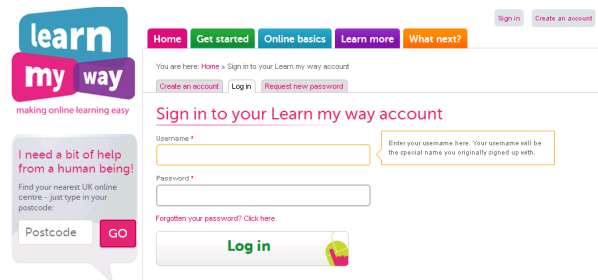 Sign in
Create an account
learn
my way
making online learning easy
Home
Get started
Online basics
Learn more
What next?
You are here: Home » Sign in to your Learn my way account
Create an account
Log in
Request new password
Sign in to your Learn my way account
Username *
Enter your username here. Your username will be
the special name you originally signed up with.
Password *
Forgotten your password? Click here.
Log in
I need a bit of help
from a human being!
Find your nearest UK online
centre - just type in your
postcode:
Postcode
GO